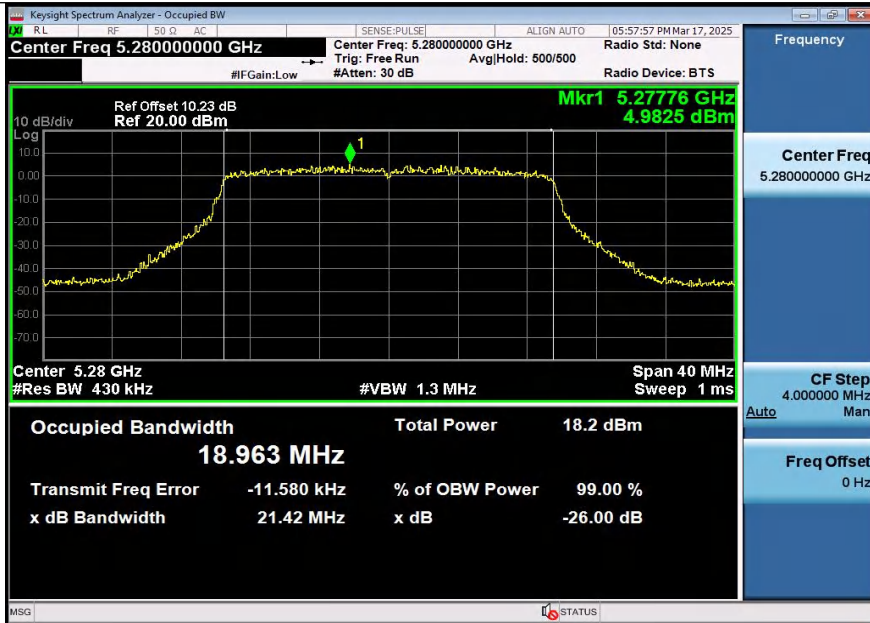 Keysight Spectrum Analyzer - Occupied BW
LXI RL RF 50 Ω AC SENSE:PULSE ALIGN AUTO 05:57:57 PM Mar 17, 2025
Center Freq 5.280000000 GHz
Center Freq: 5.280000000 GHz
Radio Std: None
Trig: Free Run Avg|Hold: 500/500
#IFGain:Low
#Atten: 30 dB
Radio Device: BTS
Ref Offset 10.23 dB
10 dB/div Ref 20.00 dBm
Mkr1 5.27776 GHz
4.9825 dBm
Log
10.0
0.00
-10.0
-20.0
-30.0
-40.0
-50.0
-60.0
-70.0
1
Center 5.28 GHz Span 40 MHz
#Res BW 430 kHz #VBW 1.3 MHz Sweep 1 ms
Occupied Bandwidth Total Power 18.2 dBm
18.963 MHz
Transmit Freq Error -11.580 kHz % of OBW Power 99.00 %
x dB Bandwidth 21.42 MHz x dB -26.00 dB
MSG STATUS
Frequency
Center Freq
5.280000000 GHz
CF Step
4.000000 MHz
Auto Man
Freq Offset
0 Hz